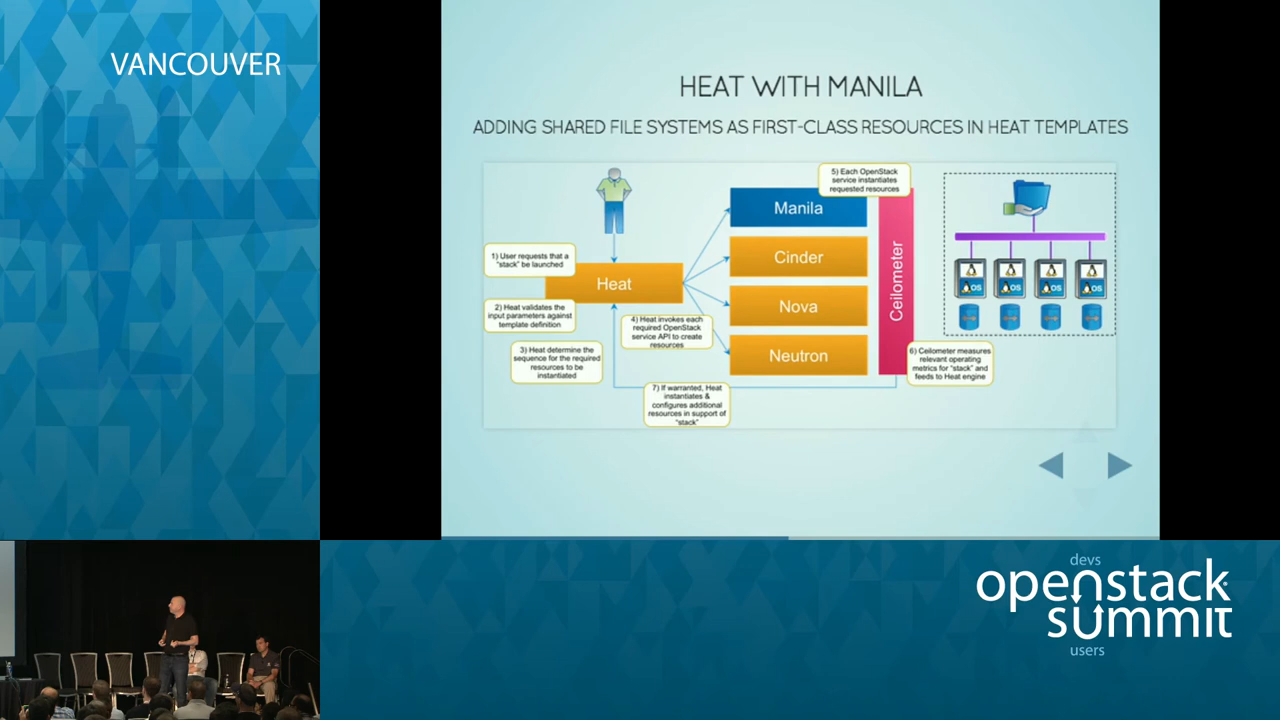 VANCOUVER
HEAT WITH MANILA
ADDING SHARED FILE SYSTEMS AS FIRST-CLASS RESOURCES IN HEAT TEMPLATES
5) Each OpenStack
service instantiates
requested resources
Manila
1) User requests that a
"stack" be launched
Cinder
Ceilometer
Heat
2) Heat validates the
input parameters against
template definition
Nova
4) Heat invokes each
required OpenStack
service API to create
resources
3) Heat determine the
sequence for the required
resources to be
instantiated
Neutron
6) Ceilometer measures
relevant operating
metrics for "stack" and
feeds to Heat engine
7) If warranted, Heat
instantiates &
configures additional
resources in support of
"stack"
OS
OS
OS
OS
devs
openstack
summit
users